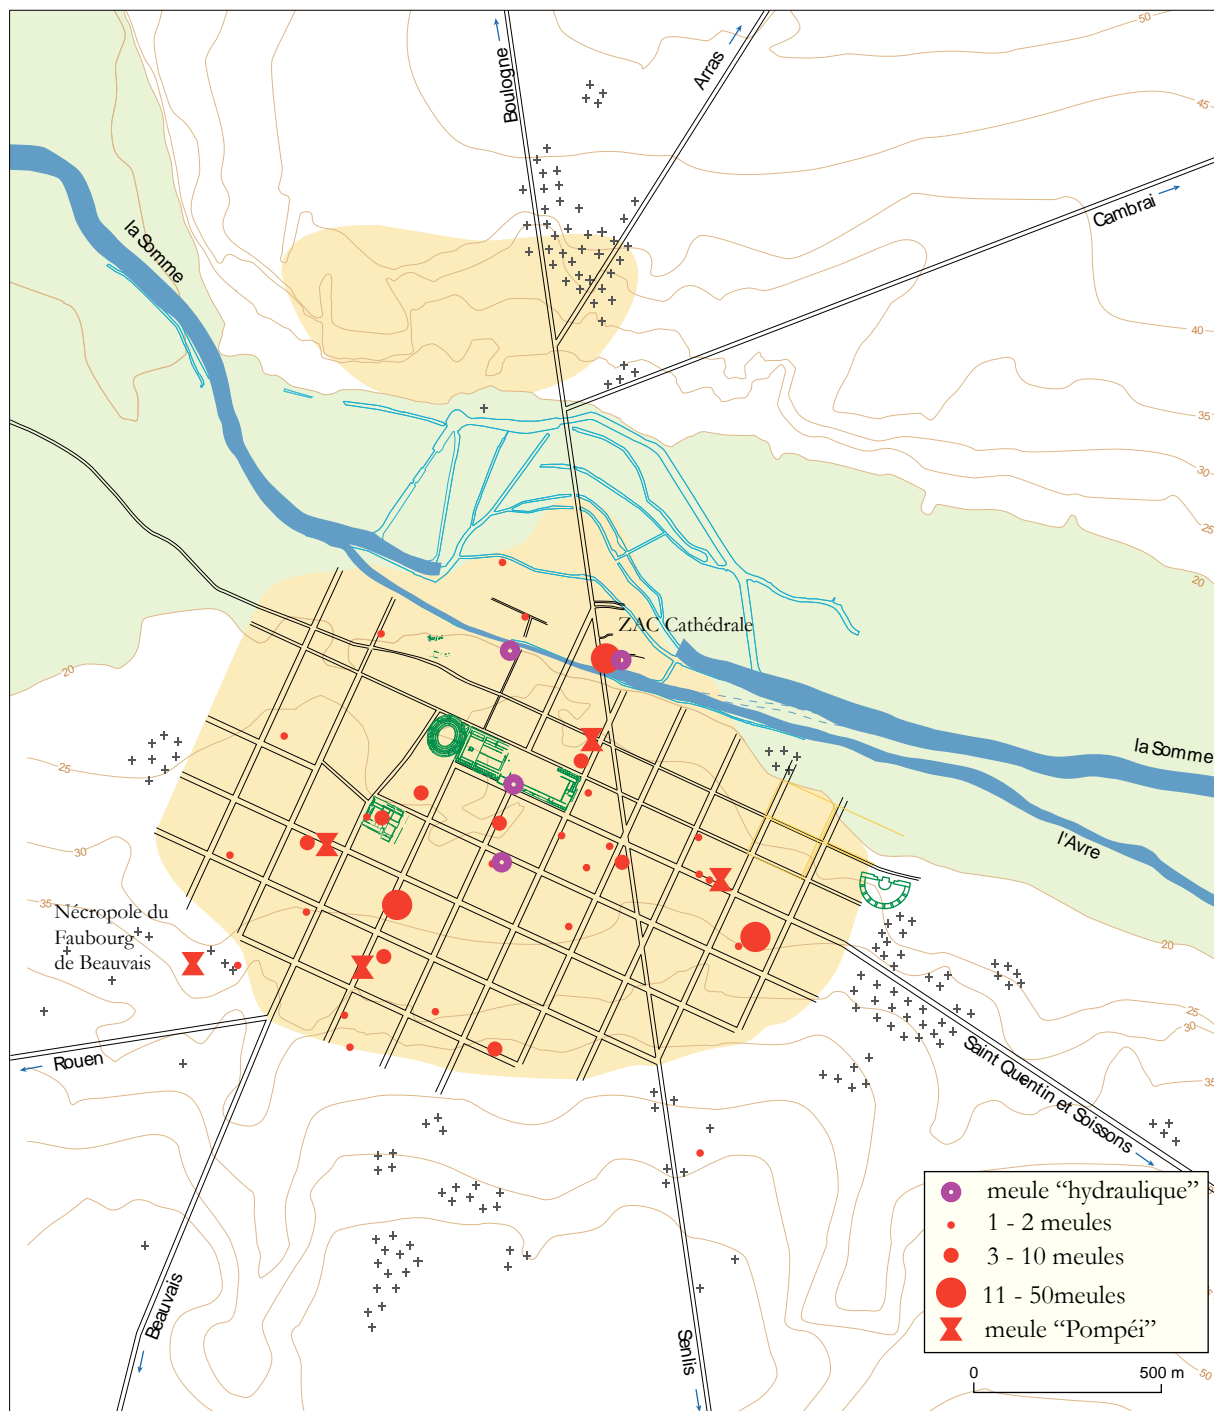 50
Boulogne
Arras
45
Cambrai
la Somme
40
35
30
25
20
ZAC Cathédrale
20
la Somme
25
l'Avre
30
35
Nécropole du
Faubourg
de Beauvais
20
25
30
Rouen
Saint Quentin et Soissons
35
Beauvais
Senlis
meule “hydraulique”
1 - 2 meules
3 - 10 meules
11 - 50meules
meule “Pompéi”
0 500 m
50